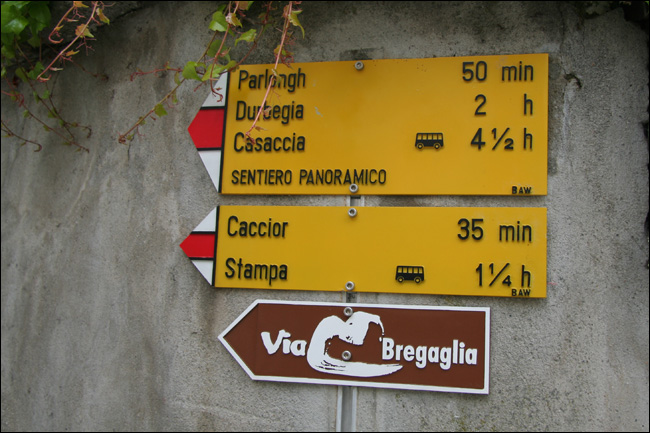 Parlongh 50 min
Durbegia 2 h
Casaccia 4½ h
SENTIERO PANORAMICO
BAW
Caccior 35 min
Stampa 1¼ h
BAW
Via Bregaglia